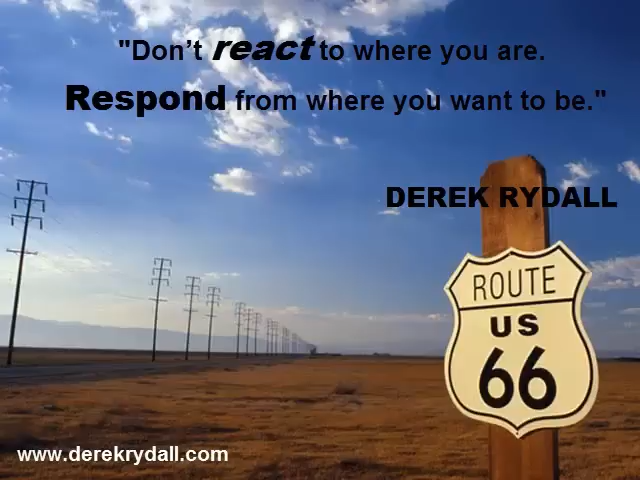 "Don’t react to where you are.
Respond from where you want to be."
DEREK RYDALL
ROUTE
US
66
www.derekrydall.com